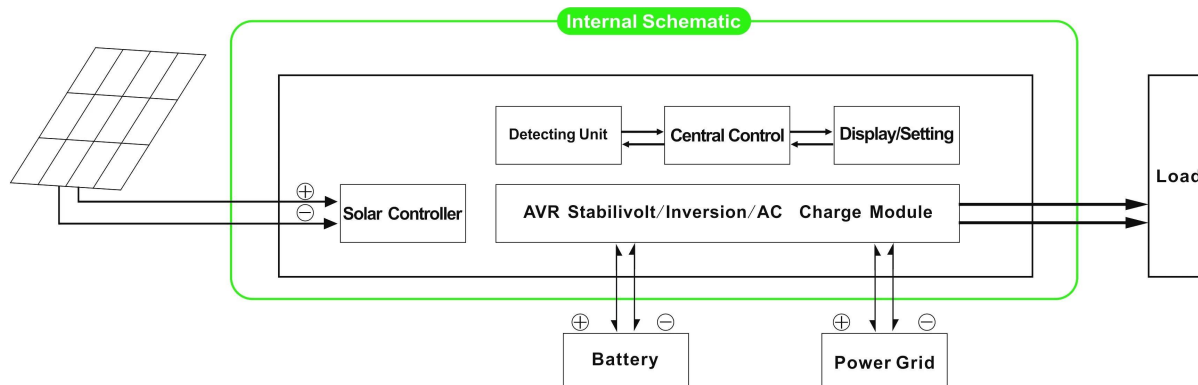 Internal Schematic
Detecting Unit
Central Control
Display/Setting
Load
+
−
Solar Controller
AVR Stabilivolt/Inversion/AC Charge Module
+ −
+ −
Battery
Power Grid